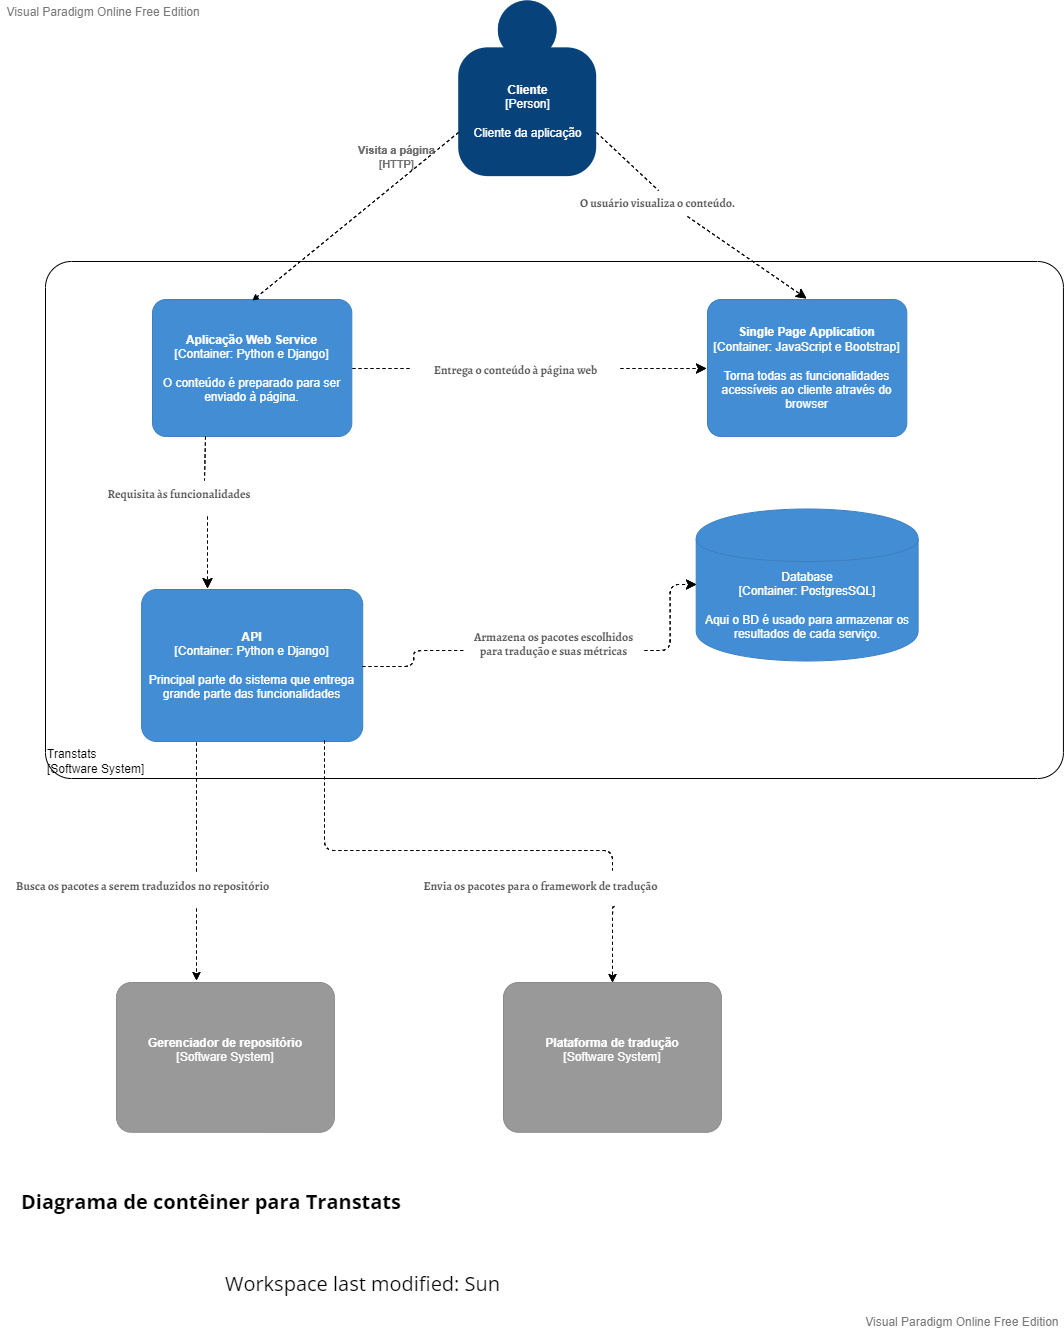 Visual Paradigm Online Free Edition
Cliente
[Person]
Cliente da aplicação
Visita a página
[HTTP]
O usuário visualiza o conteúdo.
Aplicação Web Service
[Container: Python e Django]
O conteúdo é preparado para ser
enviado à página.
Entrega o conteúdo à página web
Single Page Application
[Container: JavaScript e Bootstrap]
Torna todas as funcionalidades
acessíveis ao cliente através do
browser
Requisita às funcionalidades
API
[Container: Python e Django]
Principal parte do sistema que entrega
grande parte das funcionalidades
Armazena os pacotes escolhidos
para tradução e suas métricas
Database
[Container: PostgresSQL]
Aqui o BD é usado para armazenar os
resultados de cada serviço.
Transtats
[Software System]
Busca os pacotes a serem traduzidos no repositório
Envia os pacotes para o framework de tradução
Gerenciador de repositório
[Software System]
Plataforma de tradução
[Software System]
Diagrama de contêiner para Transtats
Workspace last modified: Sun
Visual Paradigm Online Free Edition